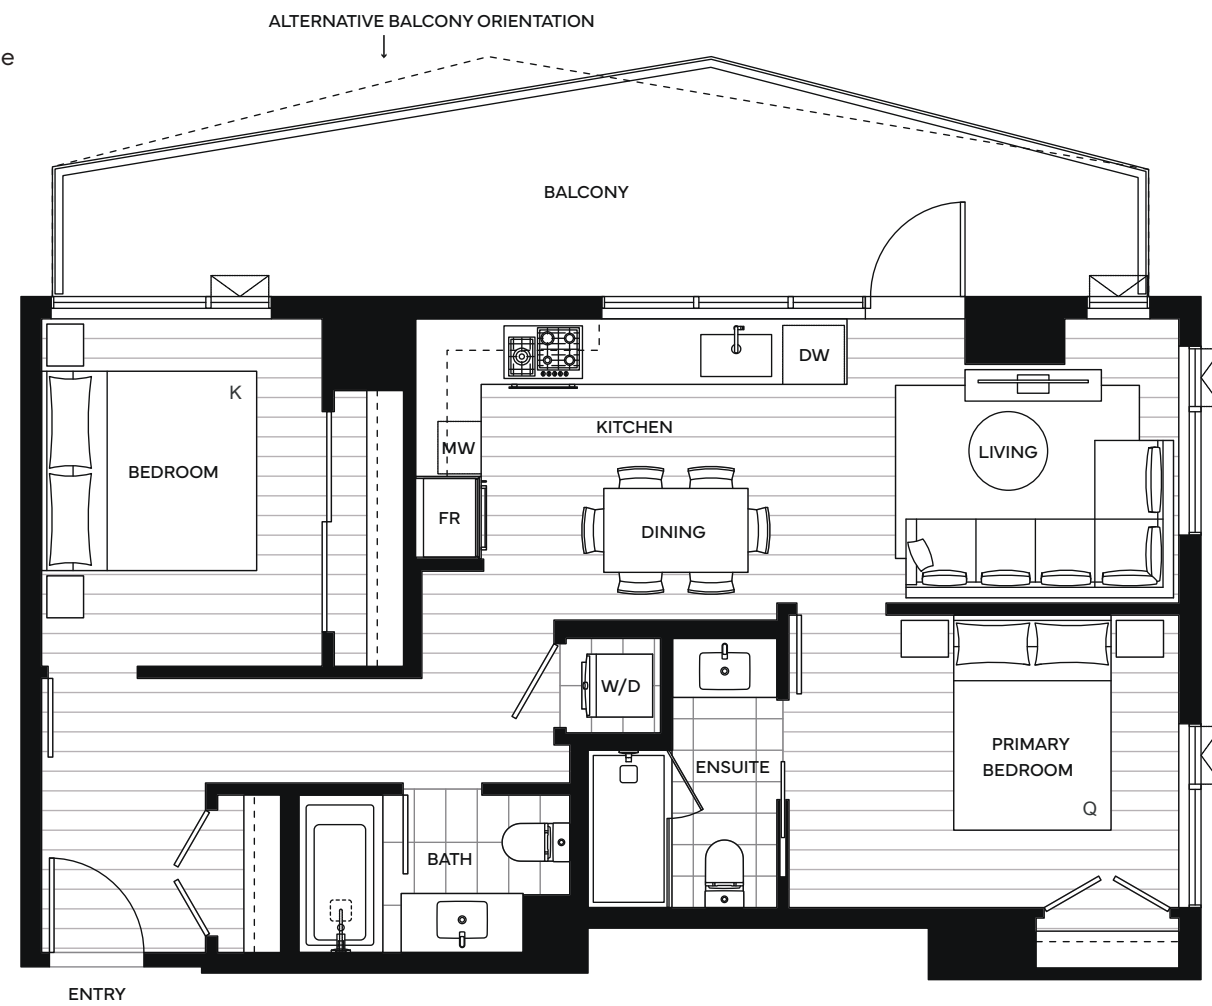 ALTERNATIVE BALCONY ORIENTATION
e
BALCONY
DW
K
KITCHEN
MW
LIVING
BEDROOM
FR
DINING
W/D
PRIMARY
BEDROOM
ENSUITE
Q
BATH
ENTRY